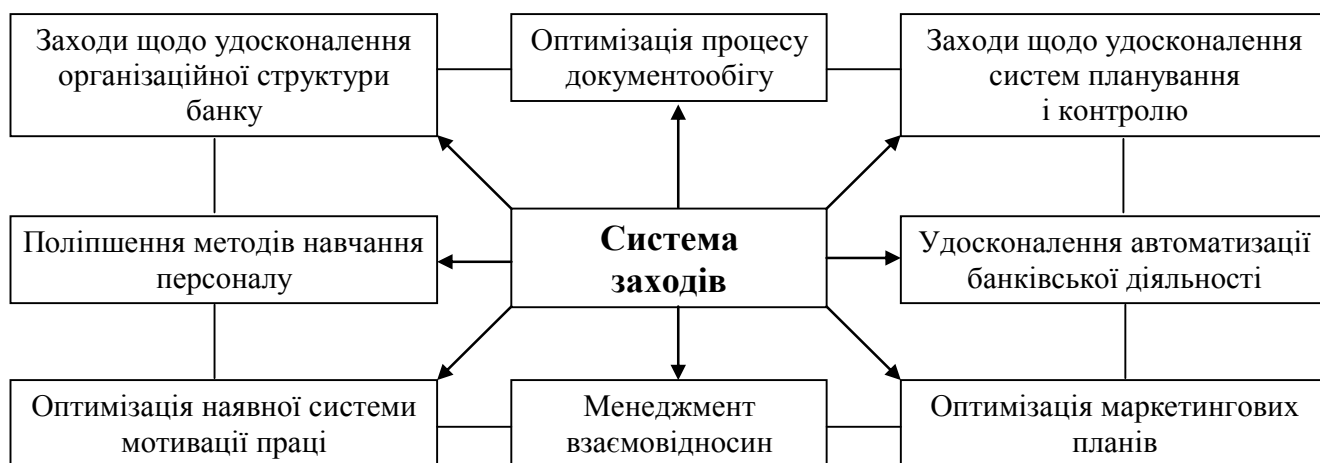 Заходи щодо удосконалення
організаційної структури
банку
Оптимізація процесу
документообігу
Заходи щодо удосконалення
систем планування
і контролю
Поліпшення методів навчання
персоналу
Система
заходів
Удосконалення автоматизації
банківської діяльності
Оптимізація наявної системи
мотивації праці
Менеджмент
взаємовідносин
Оптимізація маркетингових
планів